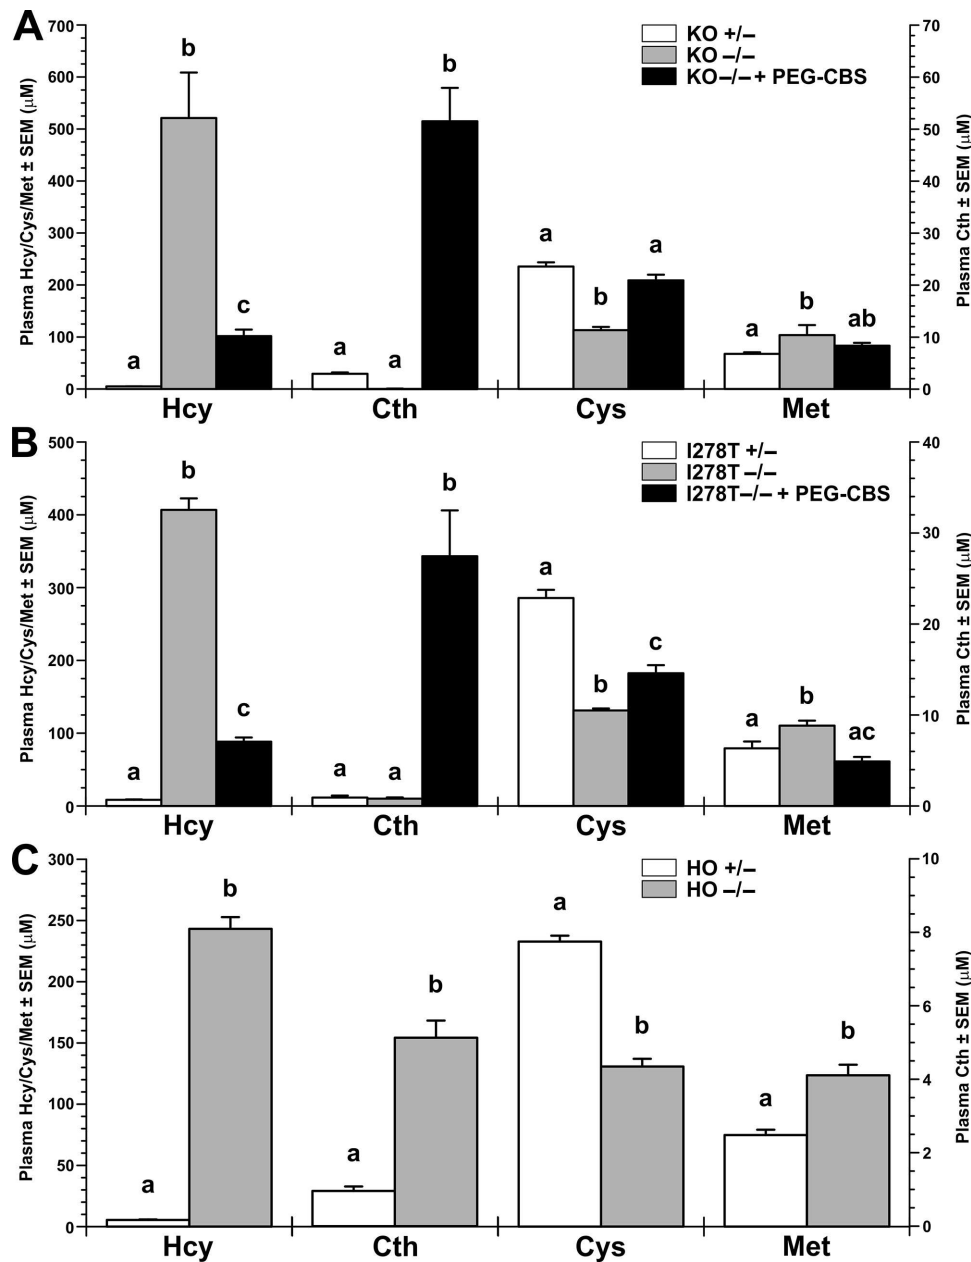 A
KO +/–
KO –/–
KO–/– + PEG-CBS
Plasma Hcy/Cys/Met ± SEM (μM)
700
600
500
400
300
200
100
0
a
b
c
a
a
b
a
b
a
a
b
ab
70
60
50
40
30
20
10
0
Plasma Cth ± SEM (μM)
Hcy Cth Cys Met
B
I278T +/–
I278T –/–
I278T–/– + PEG-CBS
Plasma Hcy/Cys/Met ± SEM (μM)
500
400
300
200
100
0
a
b
c
a
a
b
a
b
c
a
b
ac
40
30
20
10
0
Plasma Cth ± SEM (μM)
Hcy Cth Cys Met
C
HO +/–
HO –/–
Plasma Hcy/Cys/Met ± SEM (μM)
300
250
200
150
100
50
0
a
b
a
b
a
b
a
b
10
8
6
4
2
0
Plasma Cth ± SEM (μM)
Hcy Cth Cys Met